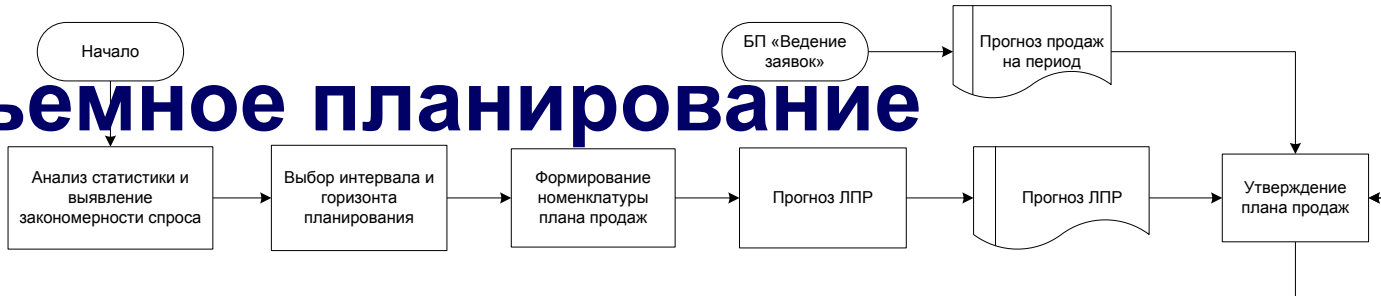 Начало
БП «Ведение
заявок»
Прогноз продаж
на период
ъемное планирование
Анализ статистики и
выявление
закономерности спроса
Выбор интервала и
горизонта
планирования
Формирование
номенклатуры
плана продаж
Прогноз ЛПР
Прогноз ЛПР
Утверждение
плана продаж